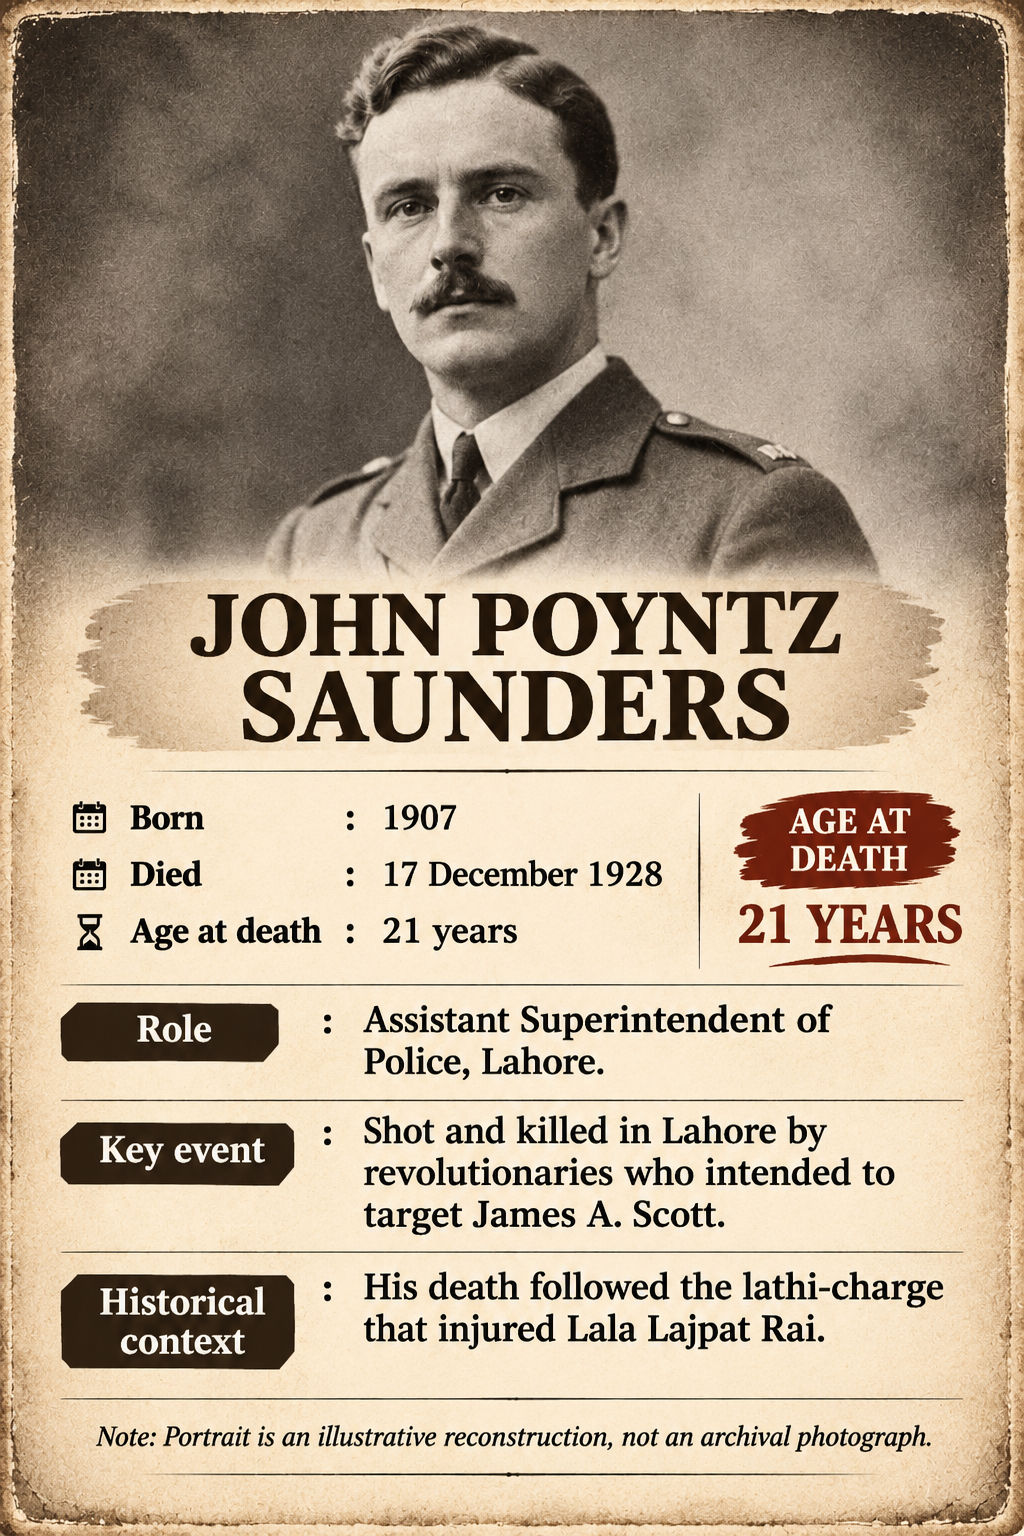 JOHN POYNTZ
SAUNDERS
Born : 1907
Died : 17 December 1928
Age at death : 21 years
AGE AT
DEATH
21 YEARS
Role : Assistant Superintendent of
Police, Lahore.
Key event : Shot and killed in Lahore by
revolutionaries who intended to
target James A. Scott.
Historical
context : His death followed the lathi-charge
that injured Lala Lajpat Rai.
Note: Portrait is an illustrative reconstruction, not an archival photograph.